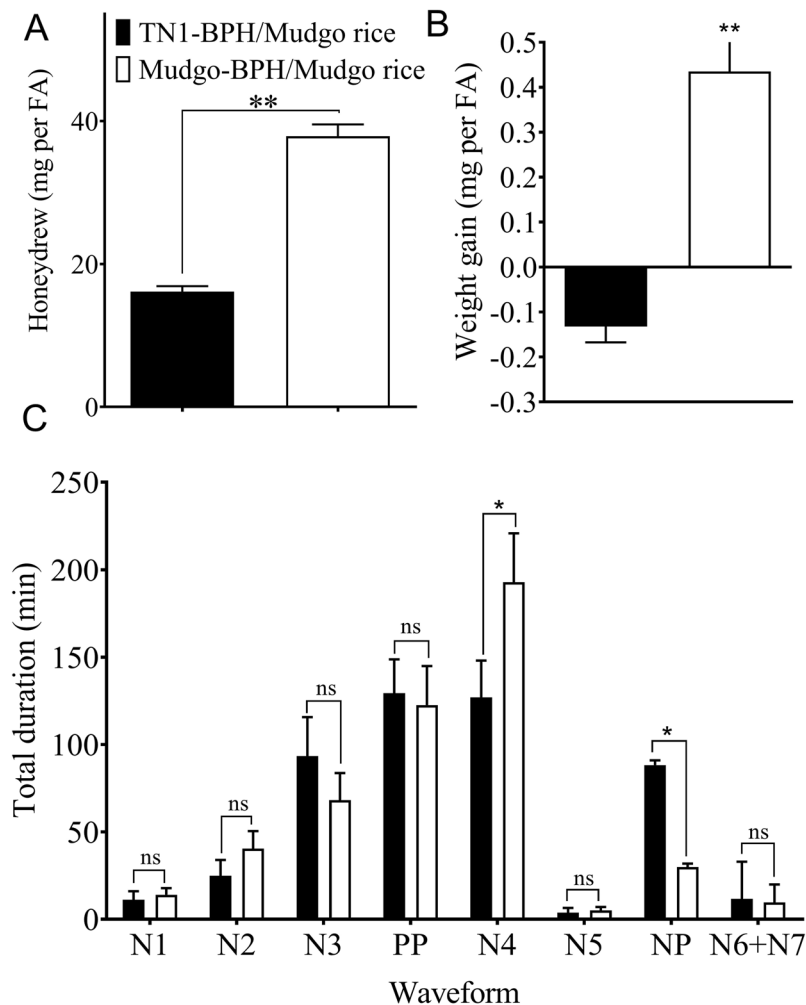 A
TN1-BPH/Mudgo rice
Mudgo-BPH/Mudgo rice
Honeydrew (mg per FA)
40
20
0
**
B
Weight gain (mg per FA)
0.5
0.4
0.3
0.2
0.1
0.0
-0.1
-0.2
-0.3
**
C
Total duration (min)
250
200
150
100
50
0
ns
ns
ns
ns
*
ns
*
ns
N1 N2 N3 PP N4 N5 NP N6+N7
Waveform